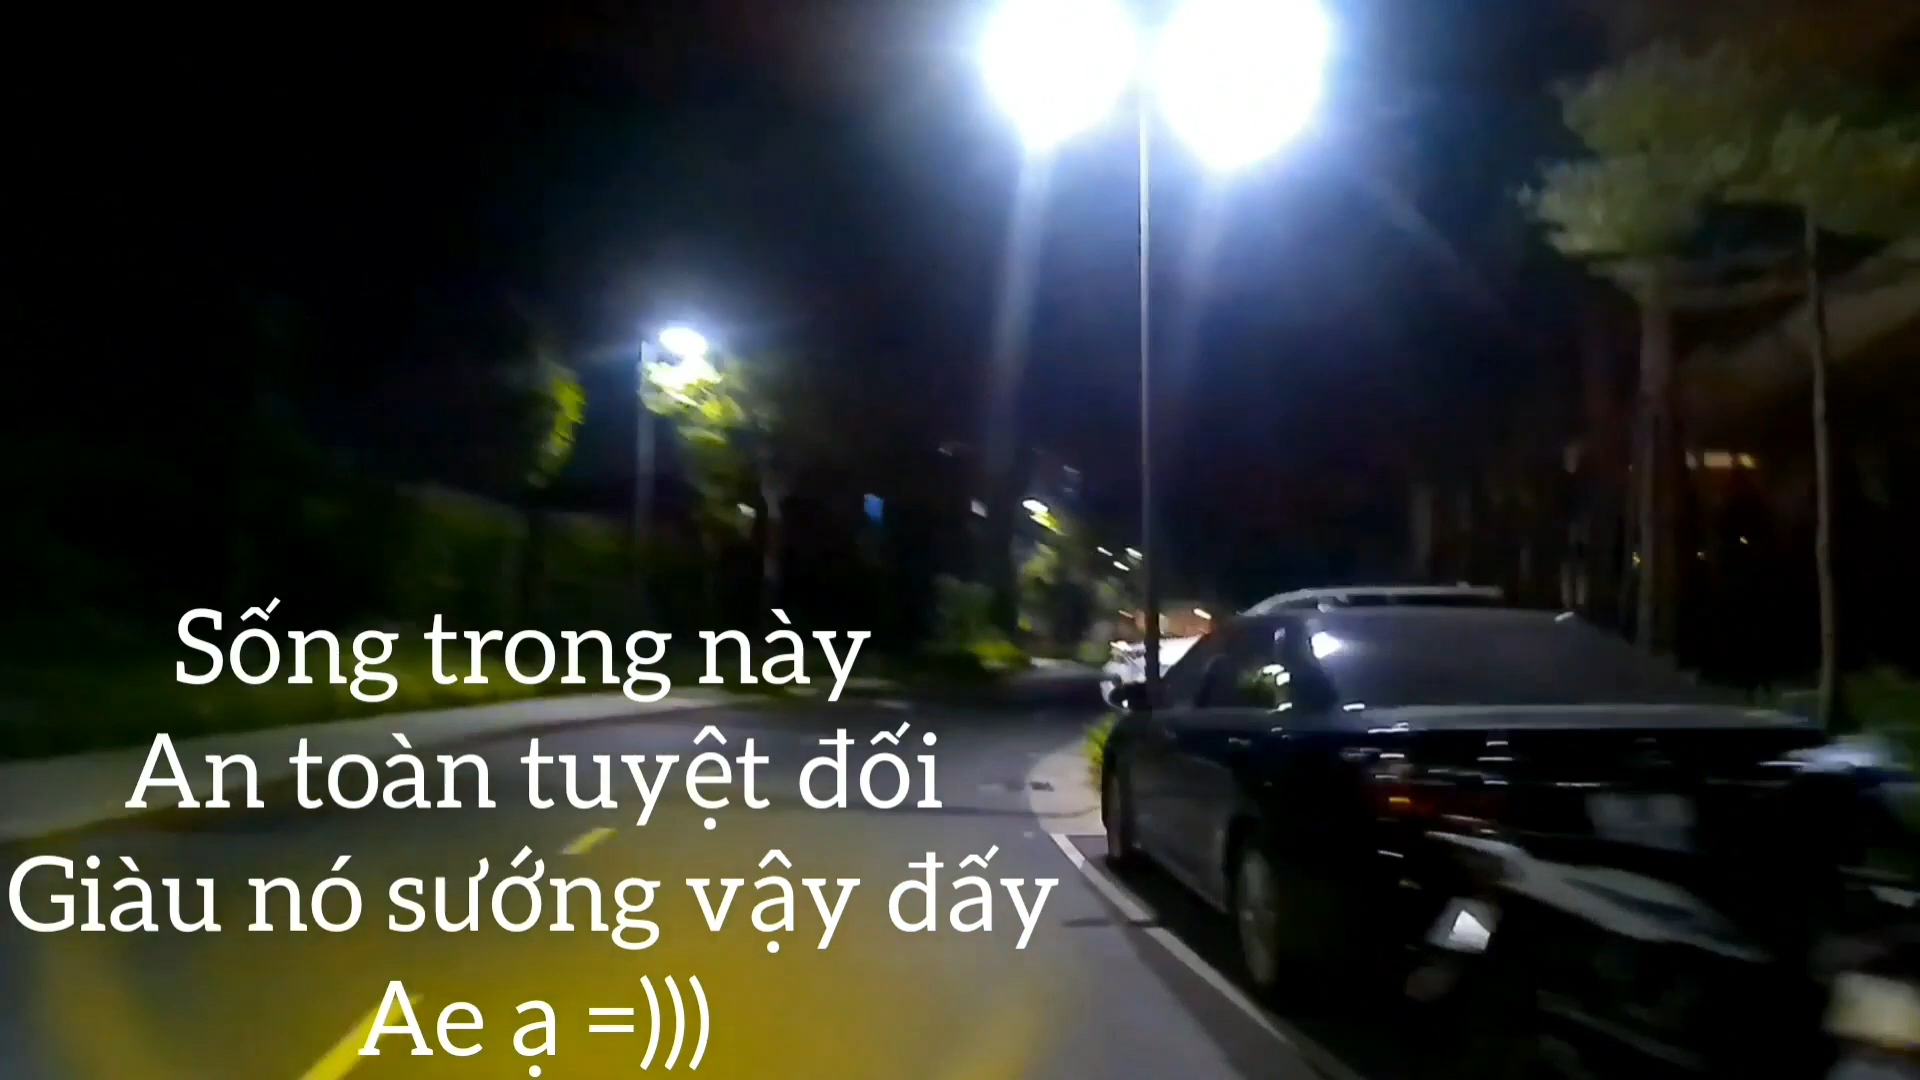 Sống trong này
An toàn tuyệt đối
Giàu nó sướng vậy đấy
Ae ạ =)))